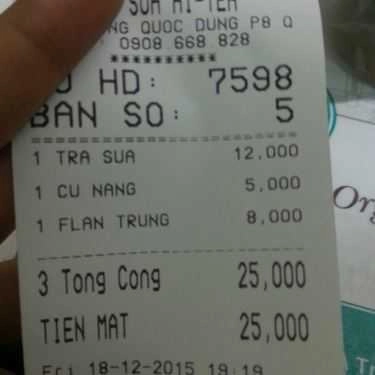 SUA HI-TEA
NG QUOC DUNG P8 Q
0908 668 828
HD: 7598
BAN SO: 5
1 TRA SUA 12,000
1 CU NANG 5,000
1 FLAN TRUNG 8,000
3 Tong Cong 25,000
TIEN MAT 25,000
Fri 18-12-2015 19:19
Org